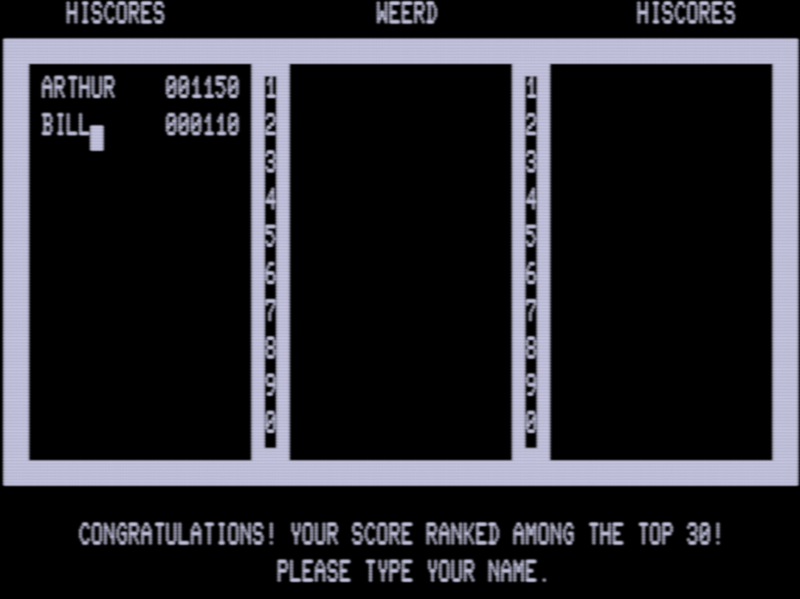 HISCORES WEERD HISCORES
ARTHUR 001150 1 1
BILL 000110 2 2
3 3
4 4
5 5
6 6
7 7
8 8
9 9
0 0
CONGRATULATIONS! YOUR SCORE RANKED AMONG THE TOP 30!
PLEASE TYPE YOUR NAME.